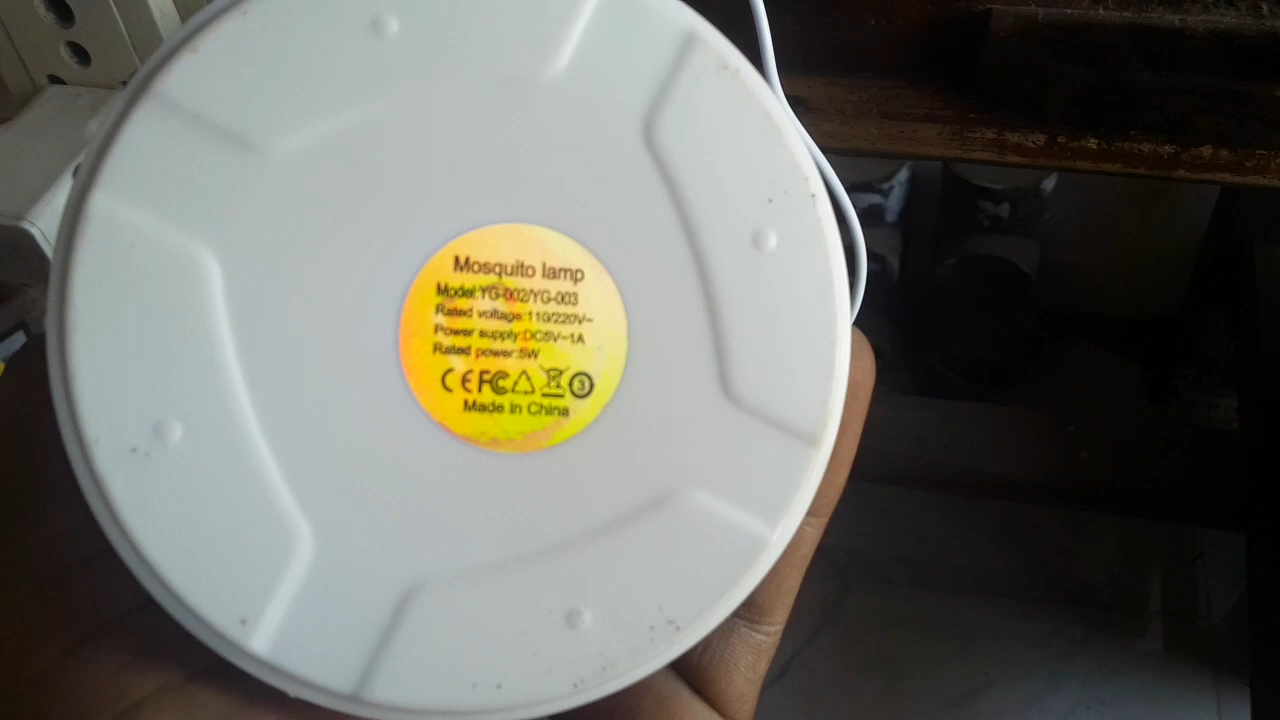 Mosquito lamp
Model:YG-002/YG-003
Rated voltage:110/220V~
Power supply:DC5V~1A
Rated power:5W
CE FC 3
Made in China